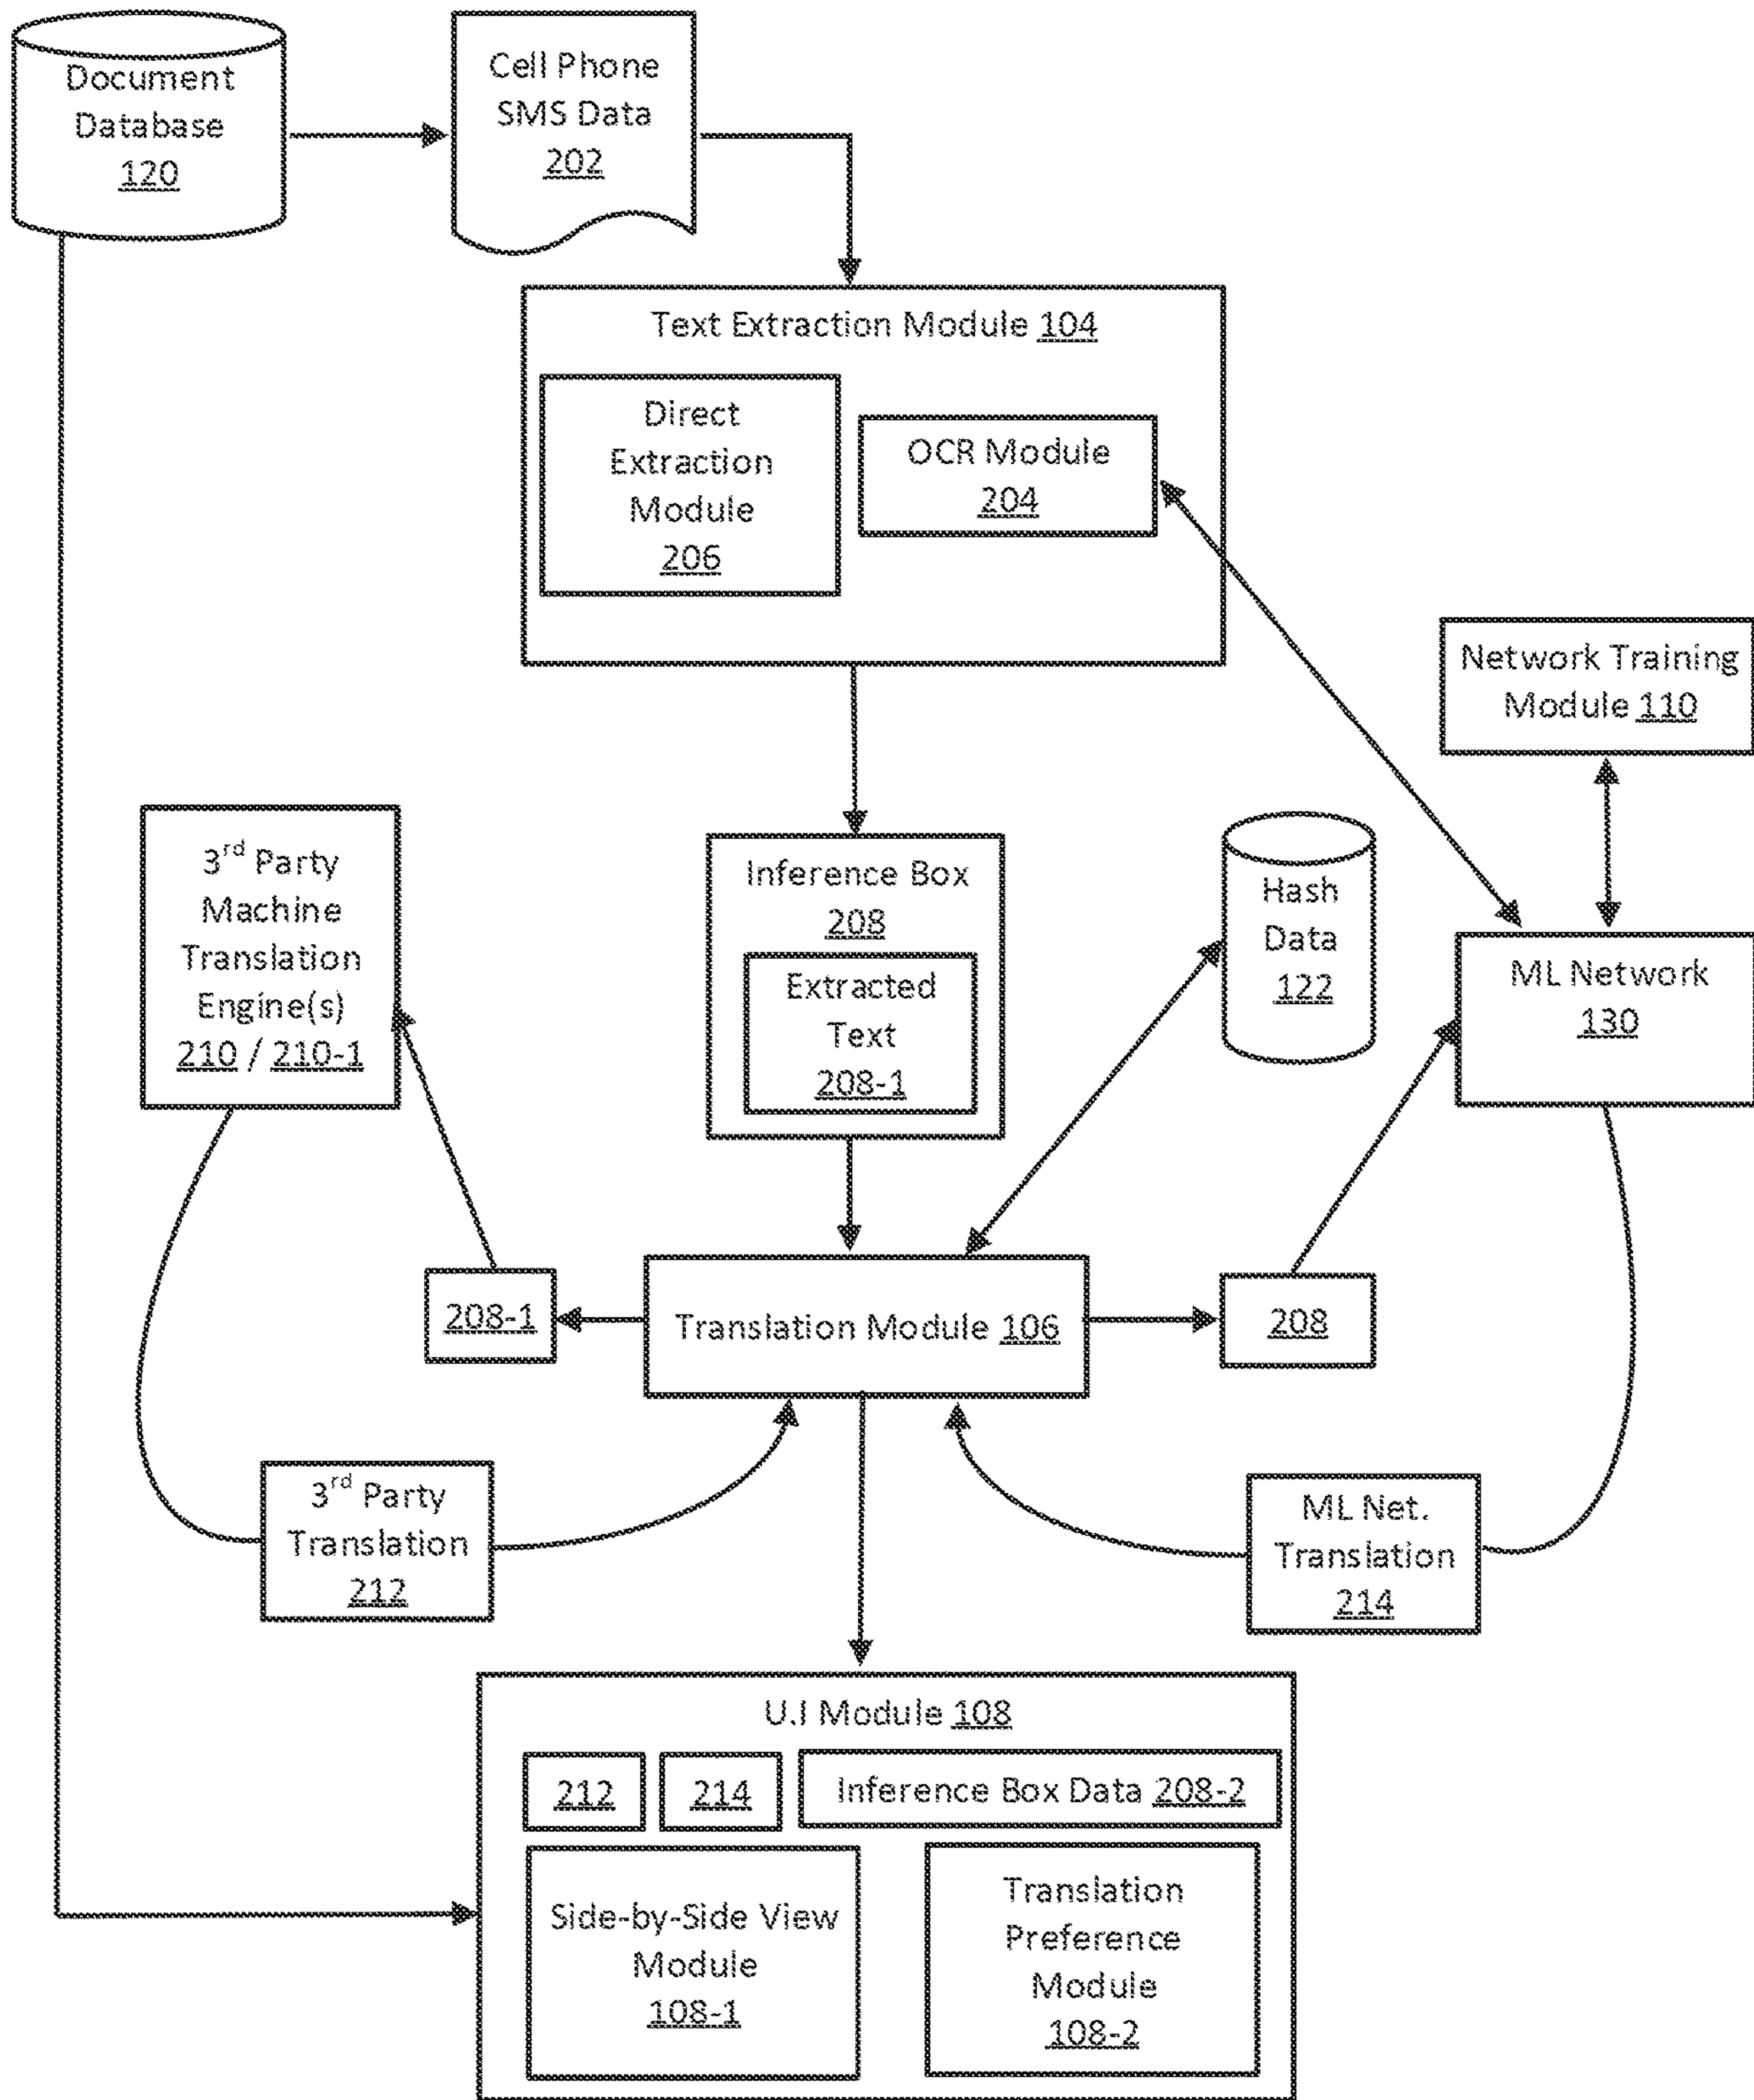 Document
Database
120
Cell Phone
SMS Data
202
Text Extraction Module 104
Direct
Extraction
Module
206
OCR Module
204
Network Training
Module 110
3rd Party
Machine
Translation
Engine(s)
210 / 210-1
Inference Box
208
Extracted
Text
208-1
Hash
Data
122
ML Network
130
208-1
Translation Module 106
208
3rd Party
Translation
212
ML Net.
Translation
214
U.I Module 108
212
214
Inference Box Data 208-2
Side-by-Side View
Module
108-1
Translation
Preference
Module
108-2